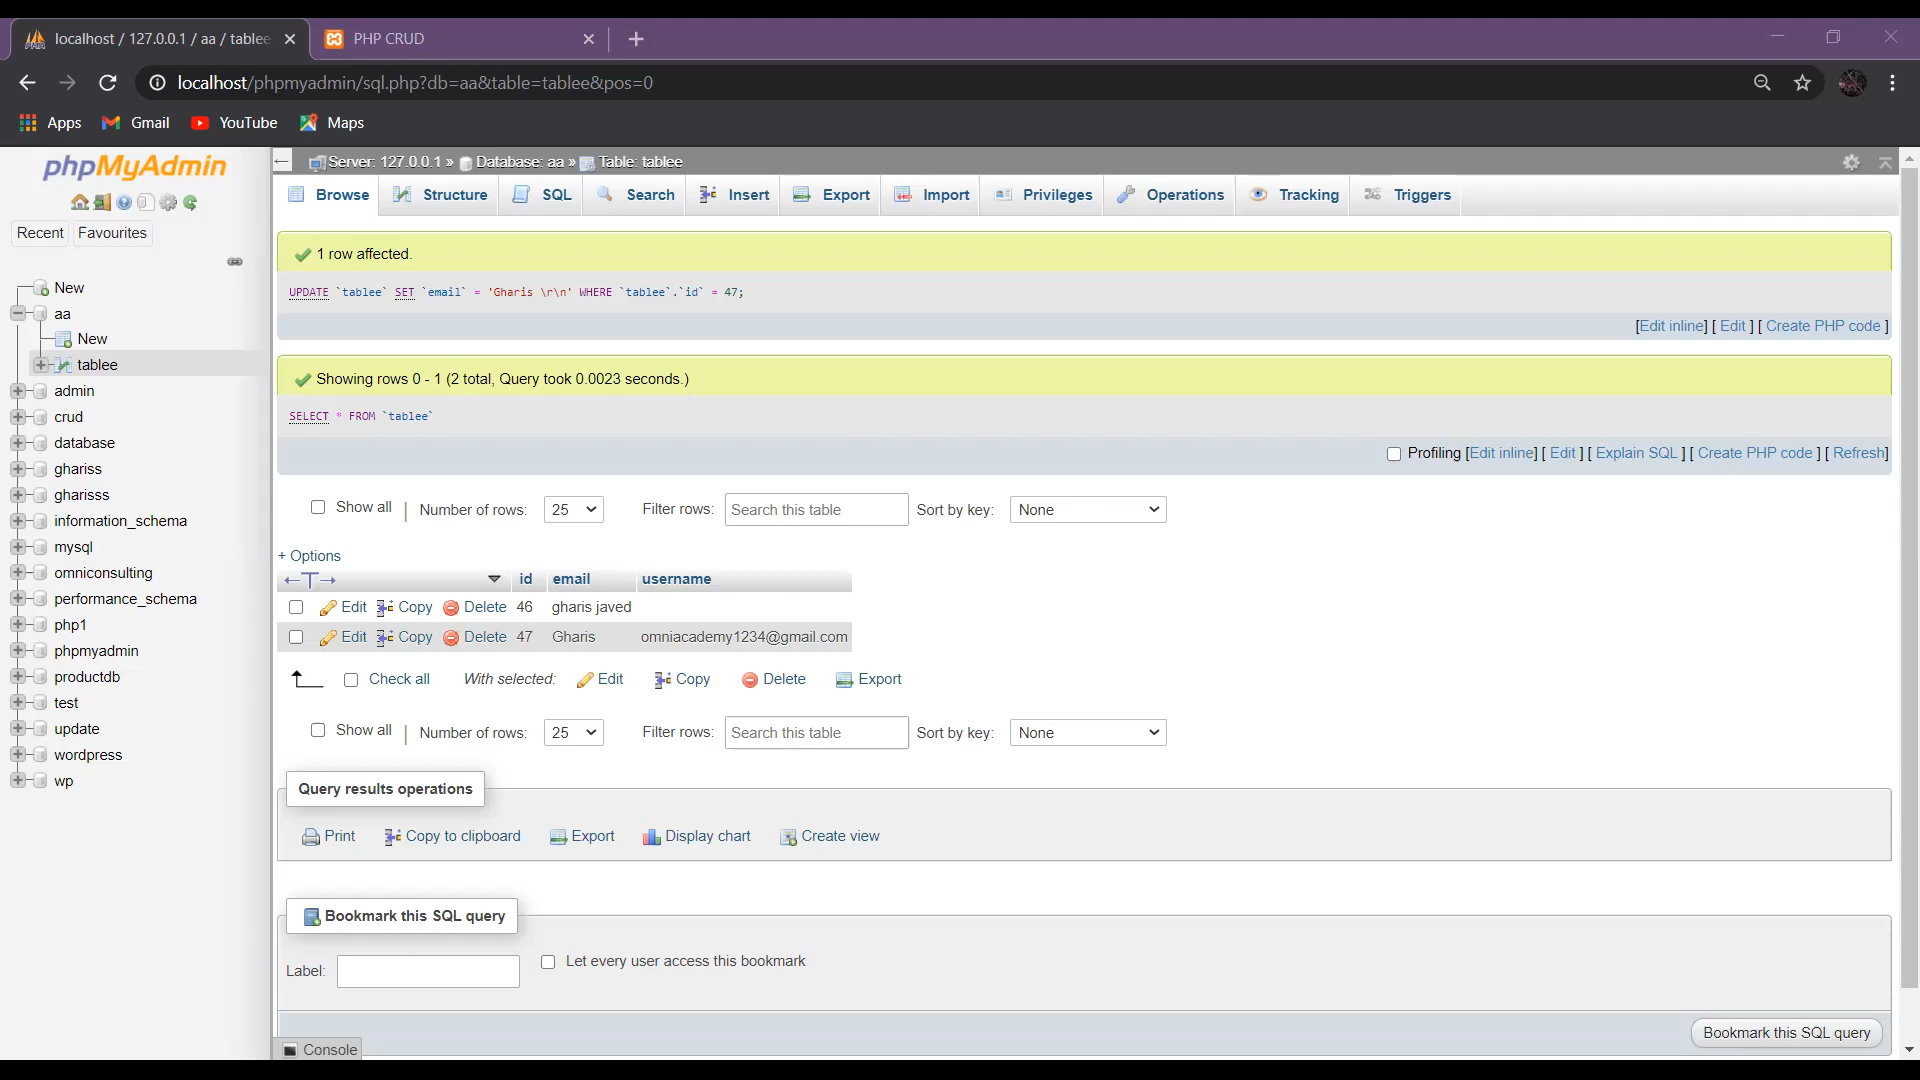 localhost / 127.0.0.1 / aa / tablee
PHP CRUD
localhost/phpmyadmin/sql.php?db=aa&table=tablee&pos=0
Apps Gmail YouTube Maps
phpMyAdmin
Recent Favourites
New
aa
New
tablee
admin
crud
database
ghariss
gharisss
information_schema
mysql
omniconsulting
performance_schema
php1
phpmyadmin
productdb
test
update
wordpress
wp
Server: 127.0.0.1 » Database: aa » Table: tablee
Browse Structure SQL Search Insert Export Import Privileges Operations Tracking Triggers
1 row affected.
UPDATE `tablee` SET `email` = 'Gharis \r\n' WHERE `tablee`.`id` = 47;
[Edit inline] [ Edit ] [ Create PHP code ]
Showing rows 0 - 1 (2 total, Query took 0.0023 seconds.)
SELECT * FROM `tablee`
Profiling [Edit inline] [ Edit ] [ Explain SQL ] [ Create PHP code ] [ Refresh]
Show all | Number of rows: 25 Filter rows: Search this table Sort by key: None
+ Options
←T→ id email username
Edit Copy Delete 46 gharis javed
Edit Copy Delete 47 Gharis omniacademy1234@gmail.com
Check all With selected: Edit Copy Delete Export
Show all | Number of rows: 25 Filter rows: Search this table Sort by key: None
Query results operations
Print Copy to clipboard Export Display chart Create view
Bookmark this SQL query
Label: Let every user access this bookmark
Bookmark this SQL query
Console